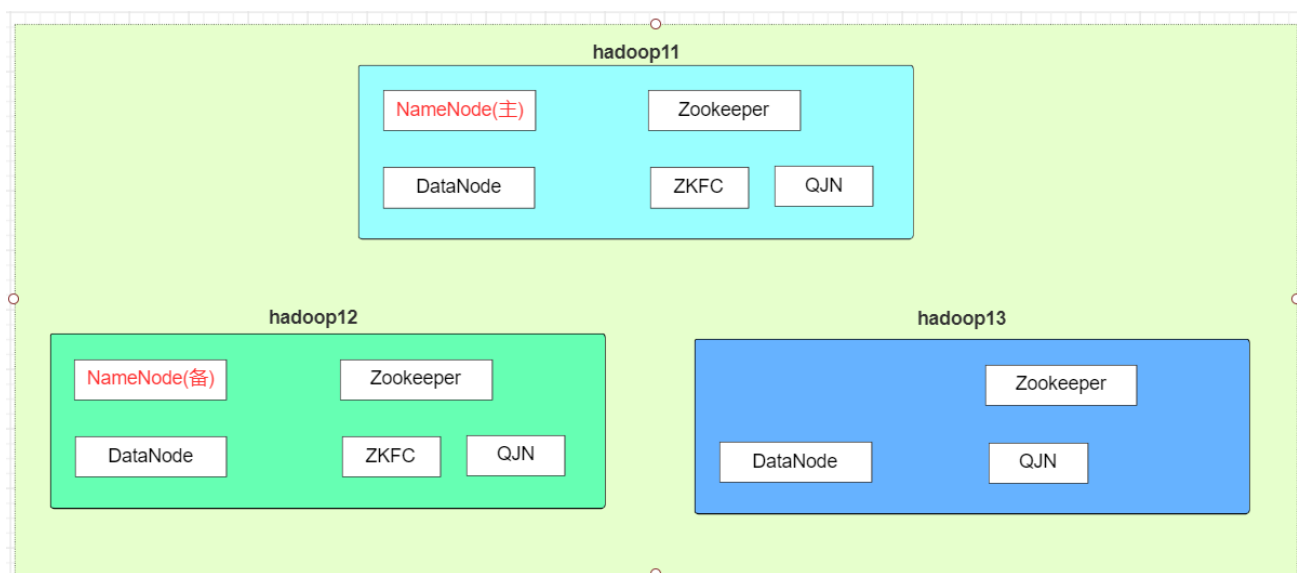 hadoop11
NameNode(主)
Zookeeper
DataNode
ZKFC
QJN
hadoop12
NameNode(备)
Zookeeper
DataNode
ZKFC
QJN
hadoop13
Zookeeper
DataNode
QJN